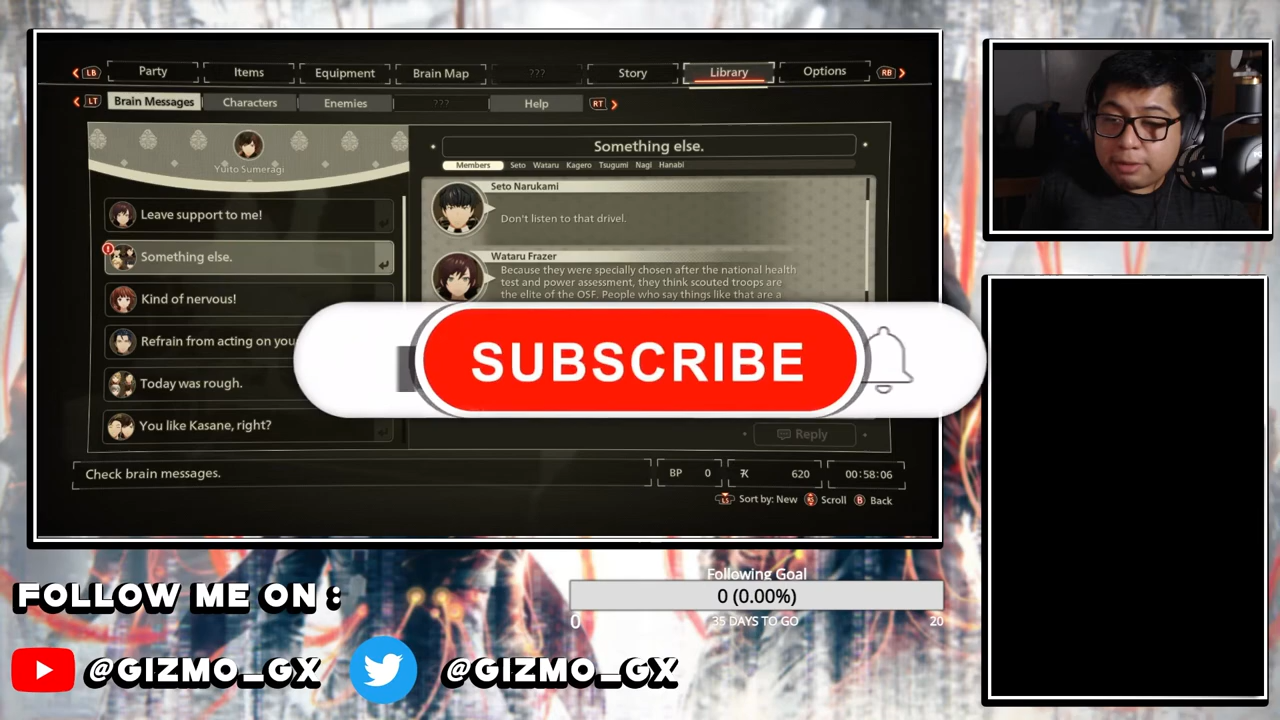 LB Party Items Equipment Brain Map ??? Story Library Options RB
LT Brain Messages Characters Enemies ??? Help RT
Yuito Sumeragi
Leave support to me!
Something else.
Kind of nervous!
Refrain from acting on you
Today was rough.
You like Kasane, right?
Something else.
Members Seto Wataru Kagero Tsugumi Nagi Hanabi
Seto Narukami
Don't listen to that drivel.
Wataru Frazer
Because they were specially chosen after the national health
test and power assessment, they think scouted troops are
the elite of the OSF. People who say things like that are a
SUBSCRIBE
Reply
Check brain messages.
BP 0 620 00:58:06
LS Sort by: New RS Scroll B Back
FOLLOW ME ON :
@GIZMO_GX @GIZMO_GX
Following Goal
0 (0.00%)
0 35 DAYS TO GO 20